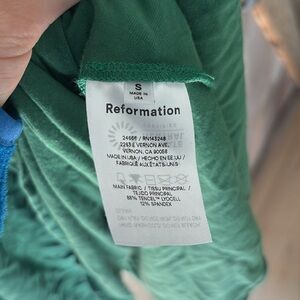 S
MADE IN
USA
Reformation
24666 / RN143248
2263 E VERNON AVE.
VERNON, CA 90058
MADE IN USA / HECHO EN EE.UU /
FABRIQUÉ AUX ÉTATS-UNIS
MAIN FABRIC / TISSU PRINCIPAL /
TEJIDO PRINCIPAL
88% TENCEL™ LYOCELL
12% SPANDEX